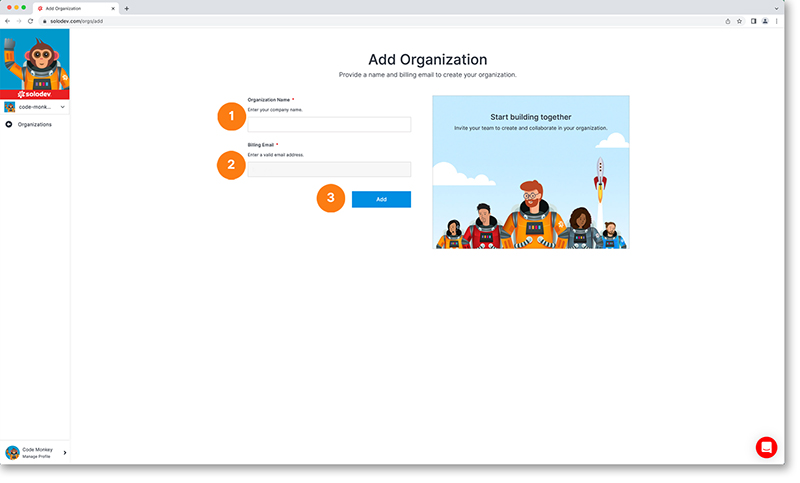 Add Organization
solodev.com/orgs/add
solodev
code-monk...
Organizations
Add Organization
Provide a name and billing email to create your organization.
1
Organization Name *
Enter your company name.
2
Billing Email *
Enter a valid email address.
3
Add
Start building together
Invite your team to create and collaborate in your organization.
Code Monkey
Manage Profile